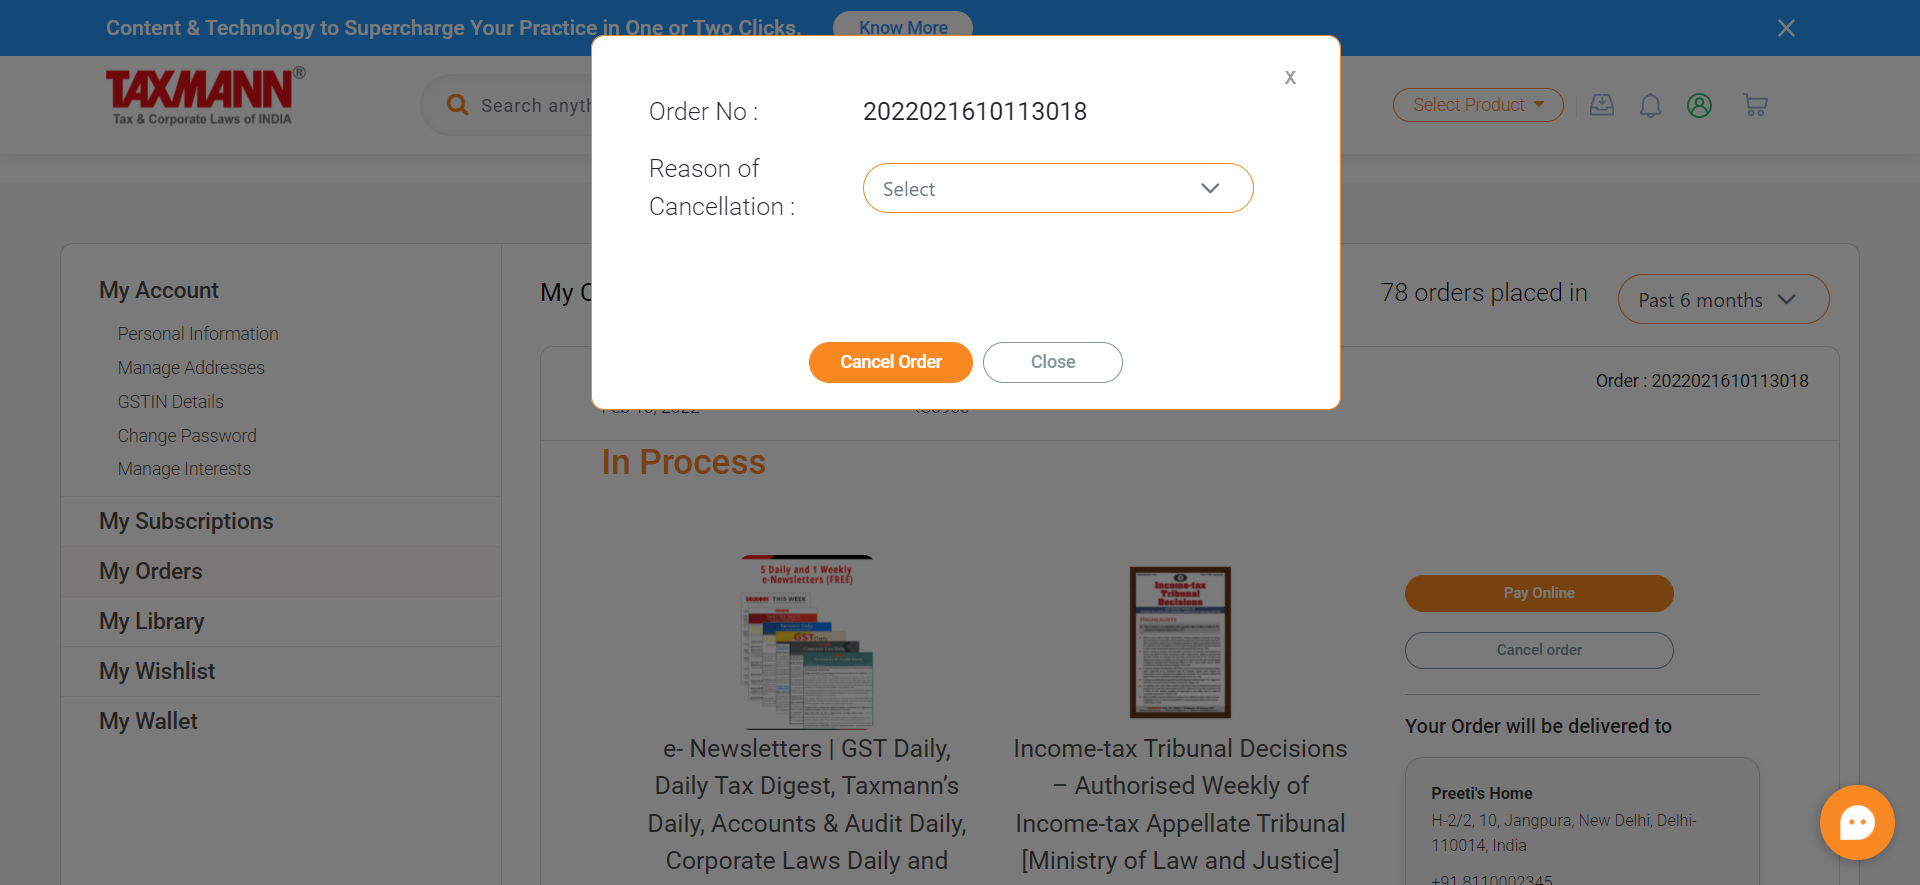 Content & Technology to Supercharge Your Practice in One or Two Clicks.
Know More
TAXMANN®
Tax & Corporate Laws of INDIA
Search anyth
Select Product
X
Order No :
2022021610113018
Reason of
Cancellation :
Select
Cancel Order
Close
My Account
Personal Information
Manage Addresses
GSTIN Details
Change Password
Manage Interests
My Subscriptions
My Orders
My Library
My Wishlist
My Wallet
78 orders placed in
Past 6 months
Order : 2022021610113018
In Process
5 Daily and 1 Weekly
e-Newsletters (FREE)
TAXMANN THIS WEEK
GST Daily
e- Newsletters | GST Daily,
Daily Tax Digest, Taxmann’s
Daily, Accounts & Audit Daily,
Corporate Laws Daily and
Income-tax
Tribunal
Decisions
HIGHLIGHTS
Income-tax Tribunal Decisions
– Authorised Weekly of
Income-tax Appellate Tribunal
[Ministry of Law and Justice]
Pay Online
Cancel order
Your Order will be delivered to
Preeti's Home
H-2/2, 10, Jangpura, New Delhi, Delhi-
110014, India
+91 8110002345